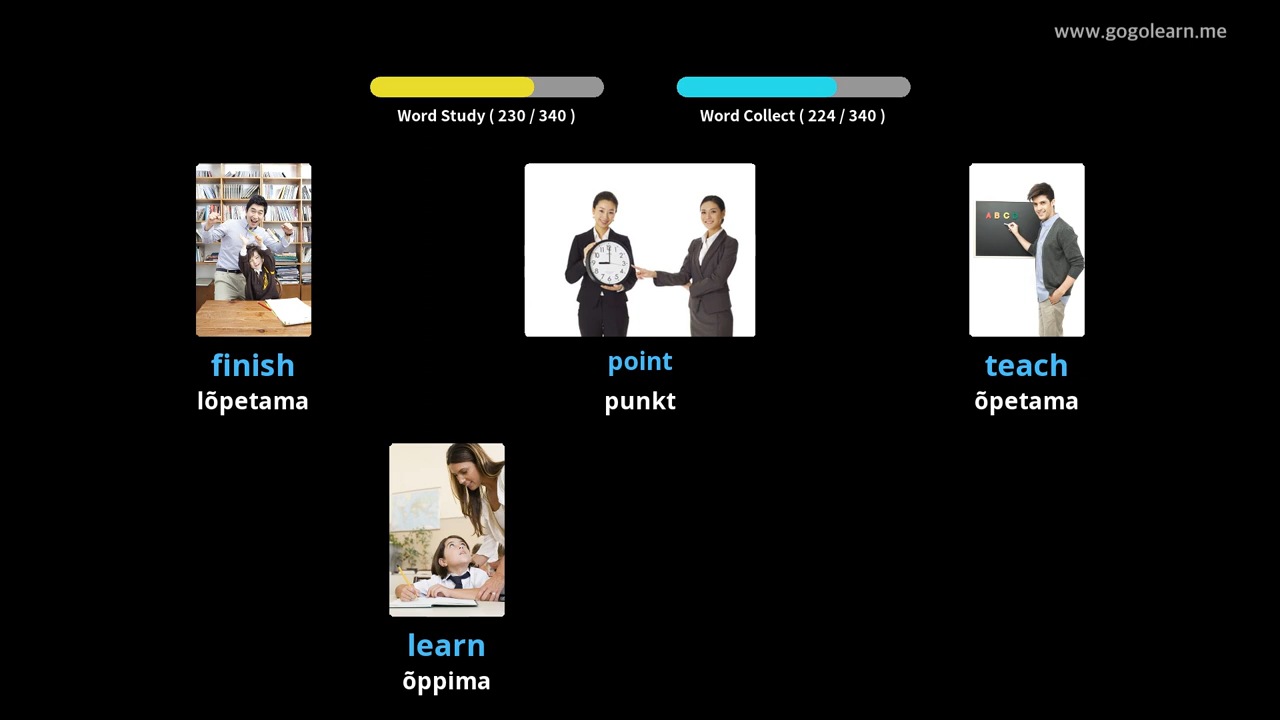 www.gogolearn.me
Word Study ( 230 / 340 )
Word Collect ( 224 / 340 )
finish
lõpetama
point
punkt
teach
õpetama
learn
õppima